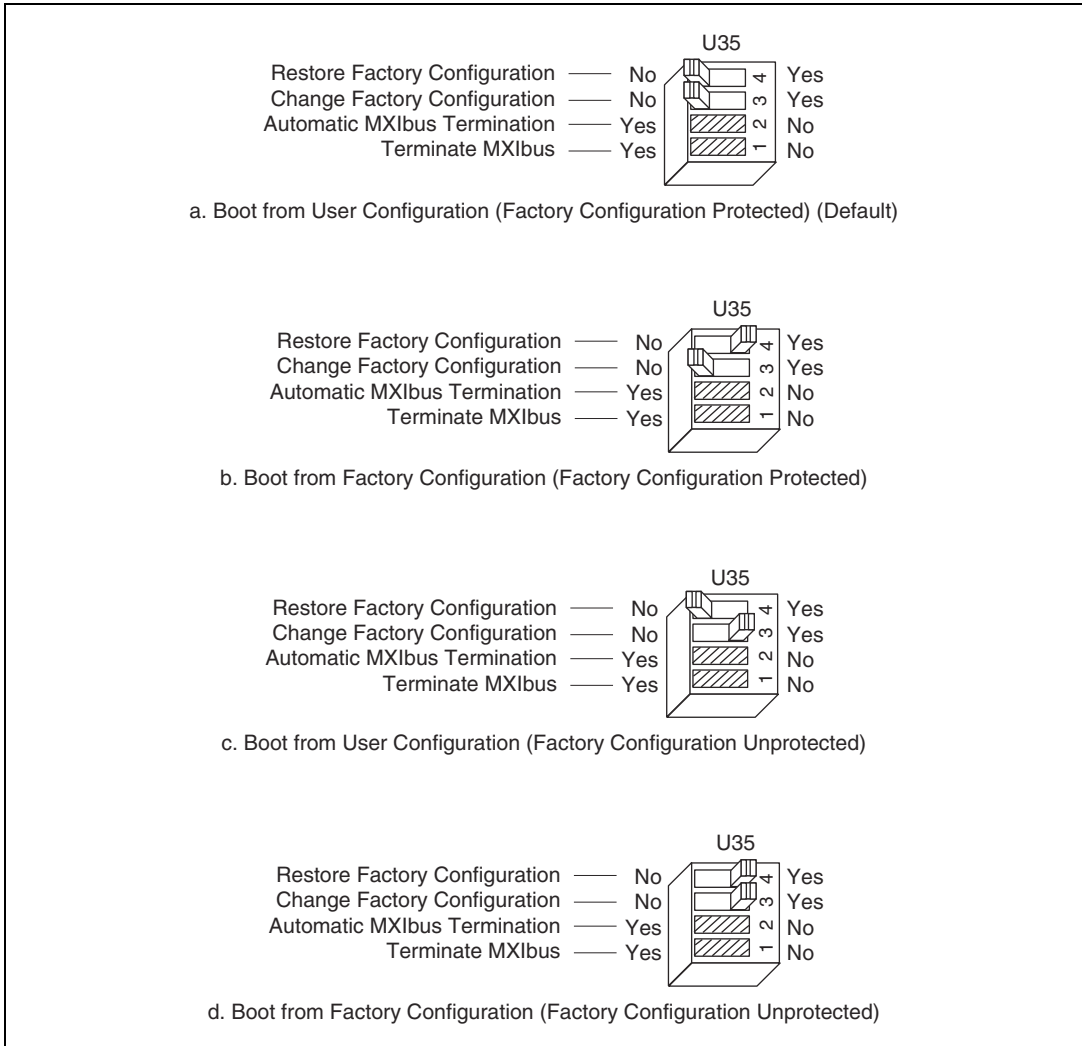 U35
Restore Factory Configuration No 4 Yes
Change Factory Configuration No 3 Yes
Automatic MXIbus Termination Yes 2 No
Terminate MXIbus Yes 1 No
a. Boot from User Configuration (Factory Configuration Protected) (Default)
U35
Restore Factory Configuration No 4 Yes
Change Factory Configuration No 3 Yes
Automatic MXIbus Termination Yes 2 No
Terminate MXIbus Yes 1 No
b. Boot from Factory Configuration (Factory Configuration Protected)
U35
Restore Factory Configuration No 4 Yes
Change Factory Configuration No 3 Yes
Automatic MXIbus Termination Yes 2 No
Terminate MXIbus Yes 1 No
c. Boot from User Configuration (Factory Configuration Unprotected)
U35
Restore Factory Configuration No 4 Yes
Change Factory Configuration No 3 Yes
Automatic MXIbus Termination Yes 2 No
Terminate MXIbus Yes 1 No
d. Boot from Factory Configuration (Factory Configuration Unprotected)